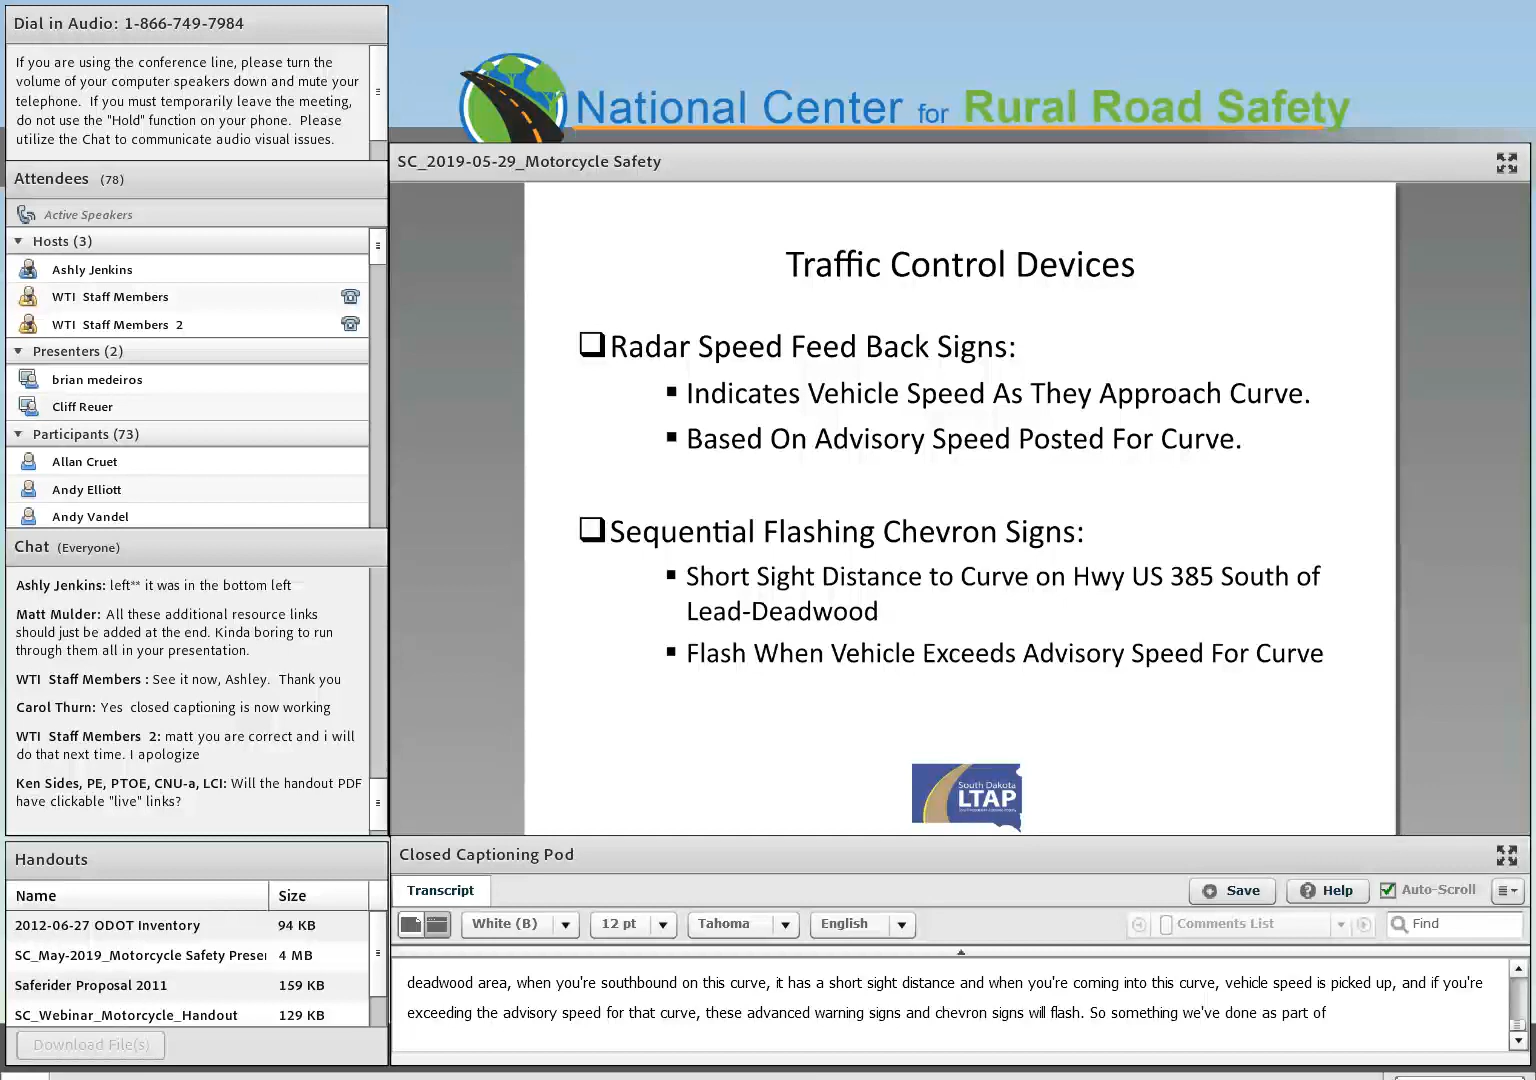 Dial in Audio: 1-866-749-7984
If you are using the conference line, please turn the
volume of your computer speakers down and mute your
telephone.  If you must temporarily leave the meeting,
do not use the "Hold" function on your phone.  Please
utilize the Chat to communicate audio visual issues.
Attendees (78)
Active Speakers
Hosts (3)
Ashly Jenkins
WTI Staff Members
WTI Staff Members 2
Presenters (2)
brian medeiros
Cliff Reuer
Participants (73)
Allan Cruet
Andy Elliott
Andy Vandel
Chat (Everyone)
Ashly Jenkins: left** it was in the bottom left
Matt Mulder: All these additional resource links
should just be added at the end. Kinda boring to run
through them all in your presentation.
WTI Staff Members : See it now, Ashley. Thank you
Carol Thurn: Yes closed captioning is now working
WTI Staff Members 2: matt you are correct and i will
do that next time. I apologize
Ken Sides, PE, PTOE, CNU-a, LCI: Will the handout PDF
have clickable "live" links?
Handouts
Name Size
2012-06-27 ODOT Inventory 94 KB
SC_May-2019_Motorcycle Safety Preser 4 MB
Saferider Proposal 2011 159 KB
SC_Webinar_Motorcycle_Handout 129 KB
Download File(s)
National Center for Rural Road Safety
SC_2019-05-29_Motorcycle Safety
Traffic Control Devices
Radar Speed Feed Back Signs:
Indicates Vehicle Speed As They Approach Curve.
Based On Advisory Speed Posted For Curve.
Sequential Flashing Chevron Signs:
Short Sight Distance to Curve on Hwy US 385 South of
Lead-Deadwood
Flash When Vehicle Exceeds Advisory Speed For Curve
South Dakota
LTAP
Closed Captioning Pod
Transcript Save Help Auto-Scroll
White (B) 12 pt Tahoma English Comments List Find
deadwood area, when you're southbound on this curve, it has a short sight distance and when you're coming into this curve, vehicle speed is picked up, and if you're
exceeding the advisory speed for that curve, these advanced warning signs and chevron signs will flash. So something we've done as part of